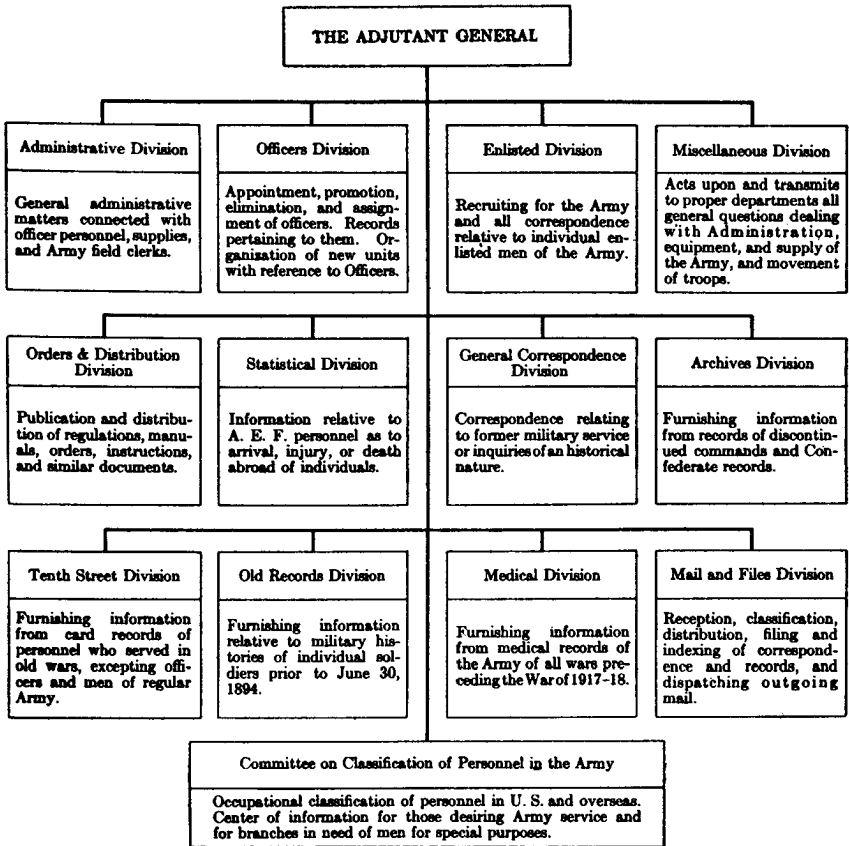 THE ADJUTANT GENERAL
Administrative Division
General administrative
matters connected with
officer personnel, supplies,
and Army field clerks.
Officers Division
Appointment, promotion,
elimination, and assign-
ment of officers. Records
pertaining to them. Or-
ganisation of new units
with reference to Officers.
Enlisted Division
Recruiting for the Army
and all correspondence
relative to individual en-
listed men of the Army.
Miscellaneous Division
Acts upon and transmits
to proper departments all
general questions dealing
with Administration,
equipment, and supply of
the Army, and movement
of troops.
Orders & Distribution
Division
Publication and distribu-
tion of regulations, manu-
als, orders, instructions,
and similar documents.
Statistical Division
Information relative to
A. E. F. personnel as to
arrival, injury, or death
abroad of individuals.
General Correspondence
Division
Correspondence relating
to former military service
or inquiries of an historical
nature.
Archives Division
Furnishing information
from records of discontin-
ued commands and Con-
federate records.
Tenth Street Division
Furnishing information
from card records of
personnel who served in
old wars, excepting offi-
cers and men of regular
Army.
Old Records Division
Furnishing information
relative to military his-
tories of individual sol-
diers prior to June 30,
1894.
Medical Division
Furnishing information
from medical records of
the Army of all wars pre-
ceding the War of 1917-18.
Mail and Files Division
Reception, classification,
distribution, filing and
indexing of correspond-
ence and records, and
dispatching outgoing
mail.
Committee on Classification of Personnel in the Army
Occupational classification of personnel in U. S. and overseas.
Center of information for those desiring Army service and
for branches in need of men for special purposes.